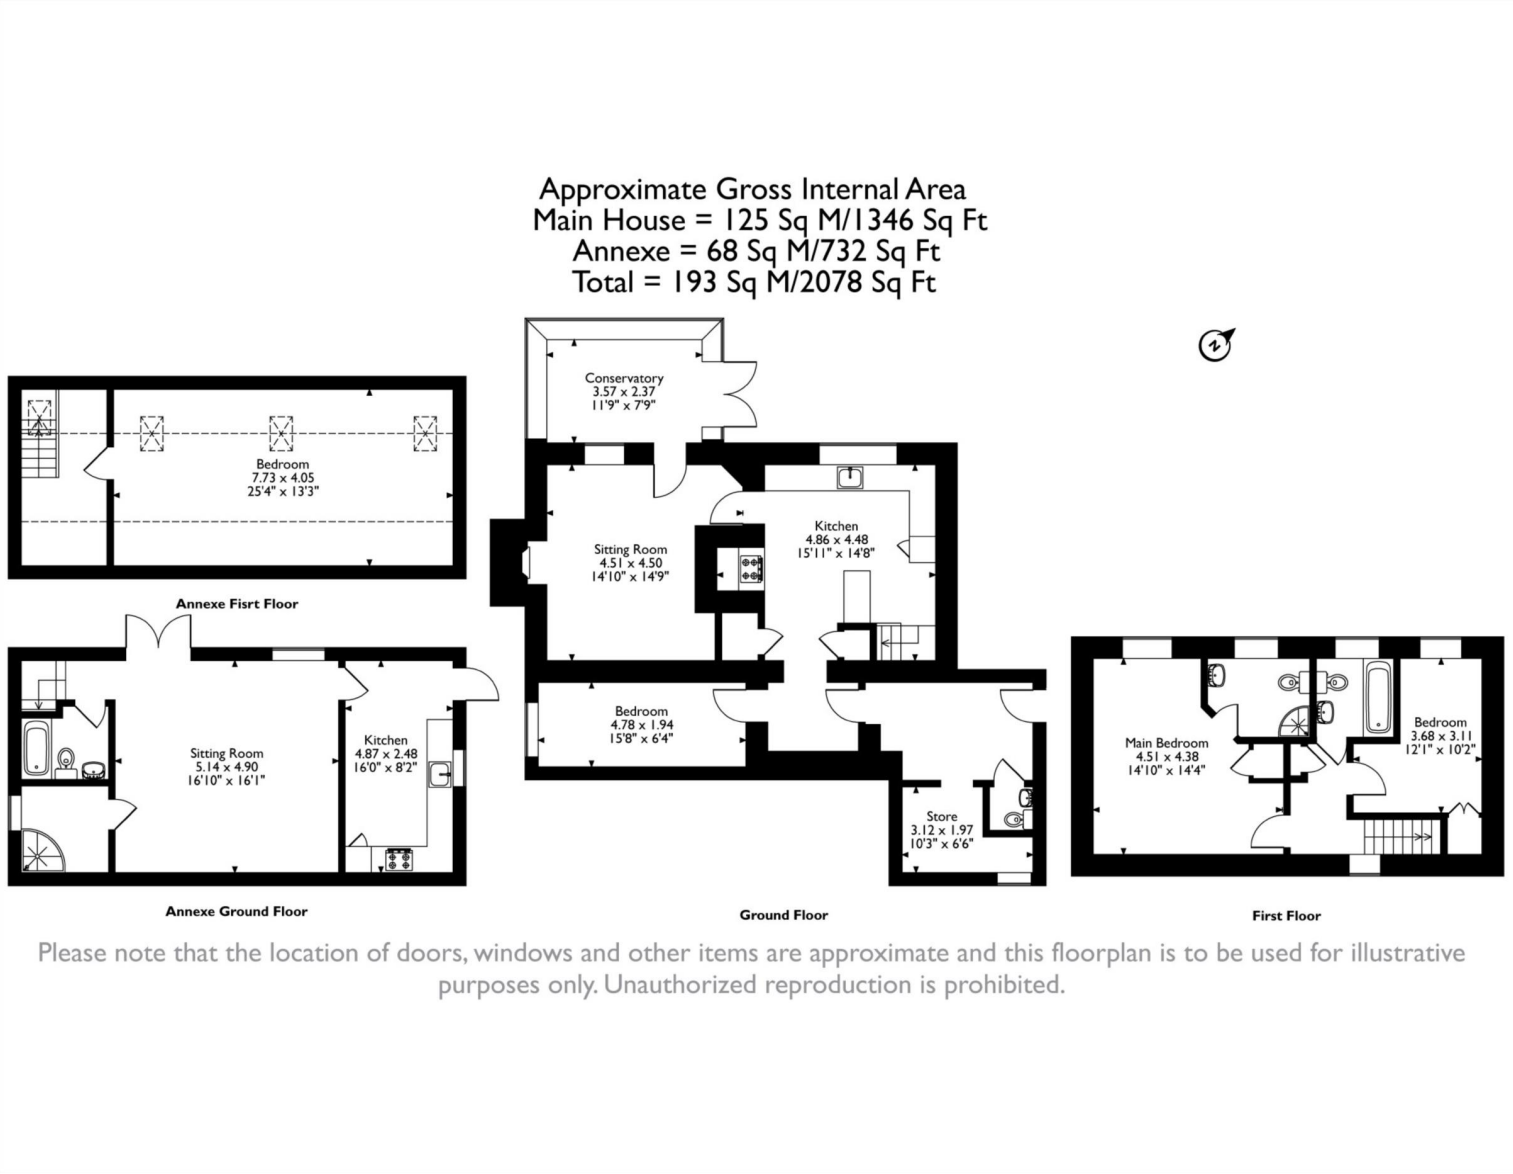 Approximate Gross Internal Area
Main House = 125 Sq M/1346 Sq Ft
Annexe = 68 Sq M/732 Sq Ft
Total = 193 Sq M/2078 Sq Ft
N
Conservatory
3.57 x 2.37
11'9" x 7'9"
Bedroom
7.73 x 4.05
25'4" x 13'3"
Annexe Fisrt Floor
Sitting Room
4.51 x 4.50
14'10" x 14'9"
Kitchen
4.86 x 4.48
15'11" x 14'8"
Bedroom
4.78 x 1.94
15'8" x 6'4"
Store
3.12 x 1.97
10'3" x 6'6"
Ground Floor
Sitting Room
5.14 x 4.90
16'10" x 16'1"
Kitchen
4.87 x 2.48
16'0" x 8'2"
Annexe Ground Floor
Main Bedroom
4.51 x 4.38
14'10" x 14'4"
Bedroom
3.68 x 3.11
12'1" x 10'2"
First Floor
Please note that the location of doors, windows and other items are approximate and this floorplan is to be used for illustrative
purposes only. Unauthorized reproduction is prohibited.